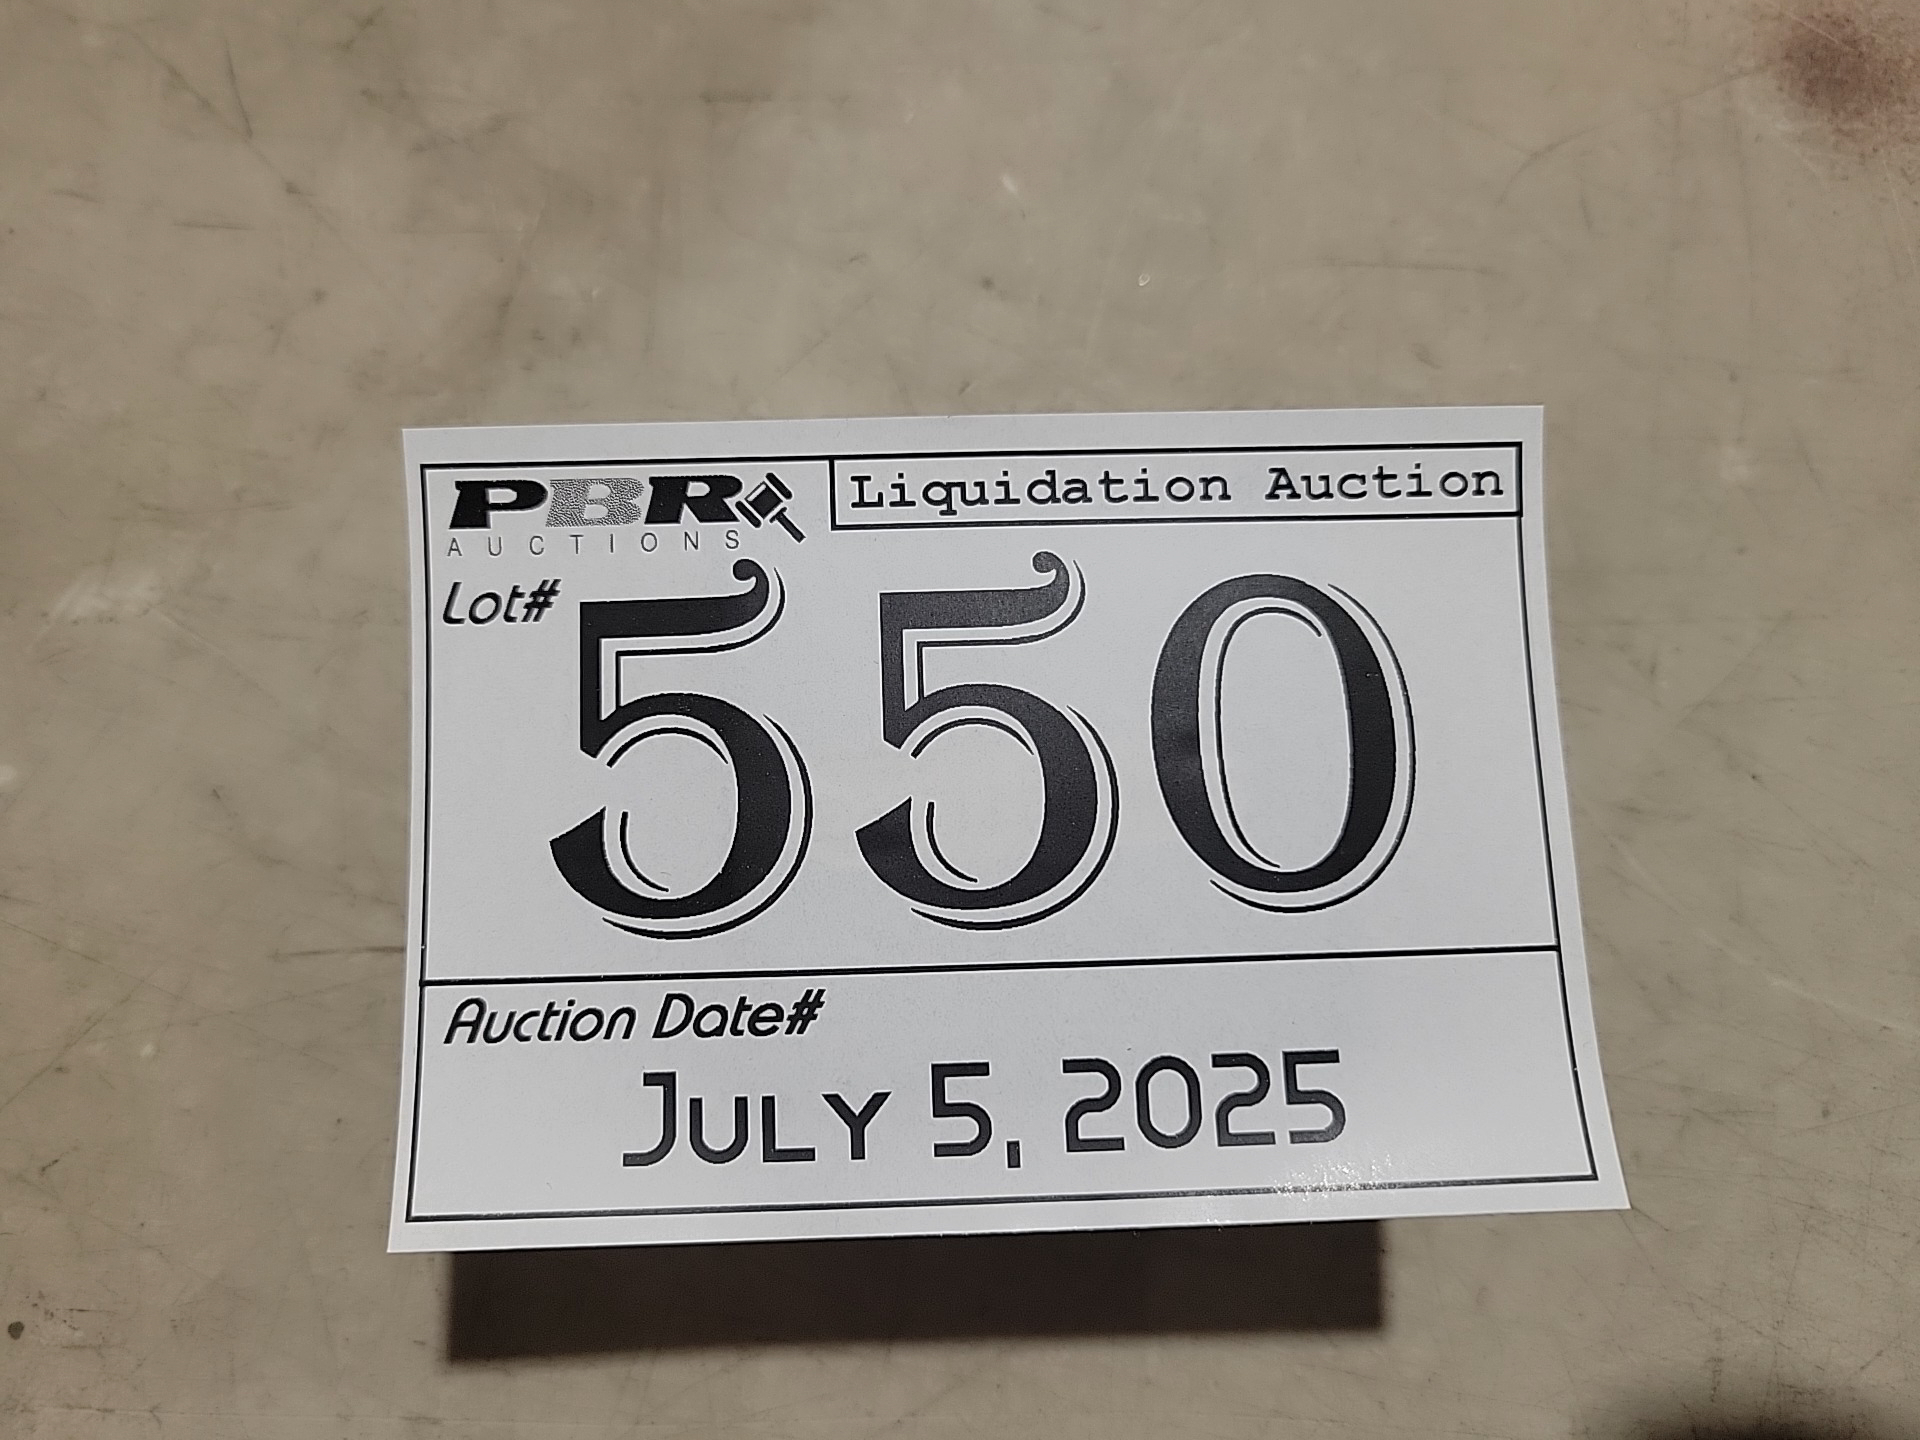 PBR
AUCTIONS
Liquidation Auction
Lot#
550
Auction Date#
July 5, 2025